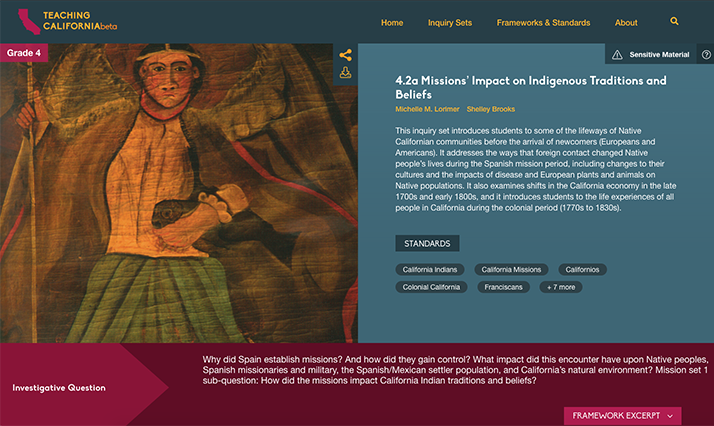 TEACHING
CALIFORNIAbeta
Home Inquiry Sets Frameworks & Standards About
Grade 4
Sensitive Material ?
4.2a Missions' Impact on Indigenous Traditions and
Beliefs
Michelle M. Lorimer Shelley Brooks
This inquiry set introduces students to some of the lifeways of Native
Californian communities before the arrival of newcomers (Europeans and
Americans). It addresses the ways that foreign contact changed Native
people's lives during the Spanish mission period, including changes to their
cultures and the impacts of disease and European plants and animals on
Native populations. It also examines shifts in the California economy in the late
1700s and early 1800s, and it introduces students to the life experiences of all
people in California during the colonial period (1770s to 1830s).
STANDARDS
California Indians California Missions Californios
Colonial California Franciscans + 7 more
Why did Spain establish missions? And how did they gain control? What impact did this encounter have upon Native peoples,
Spanish missionaries and military, the Spanish/Mexican settler population, and California's natural environment? Mission set 1
sub-question: How did the missions impact California Indian traditions and beliefs?
Investigative Question
FRAMEWORK EXCERPT